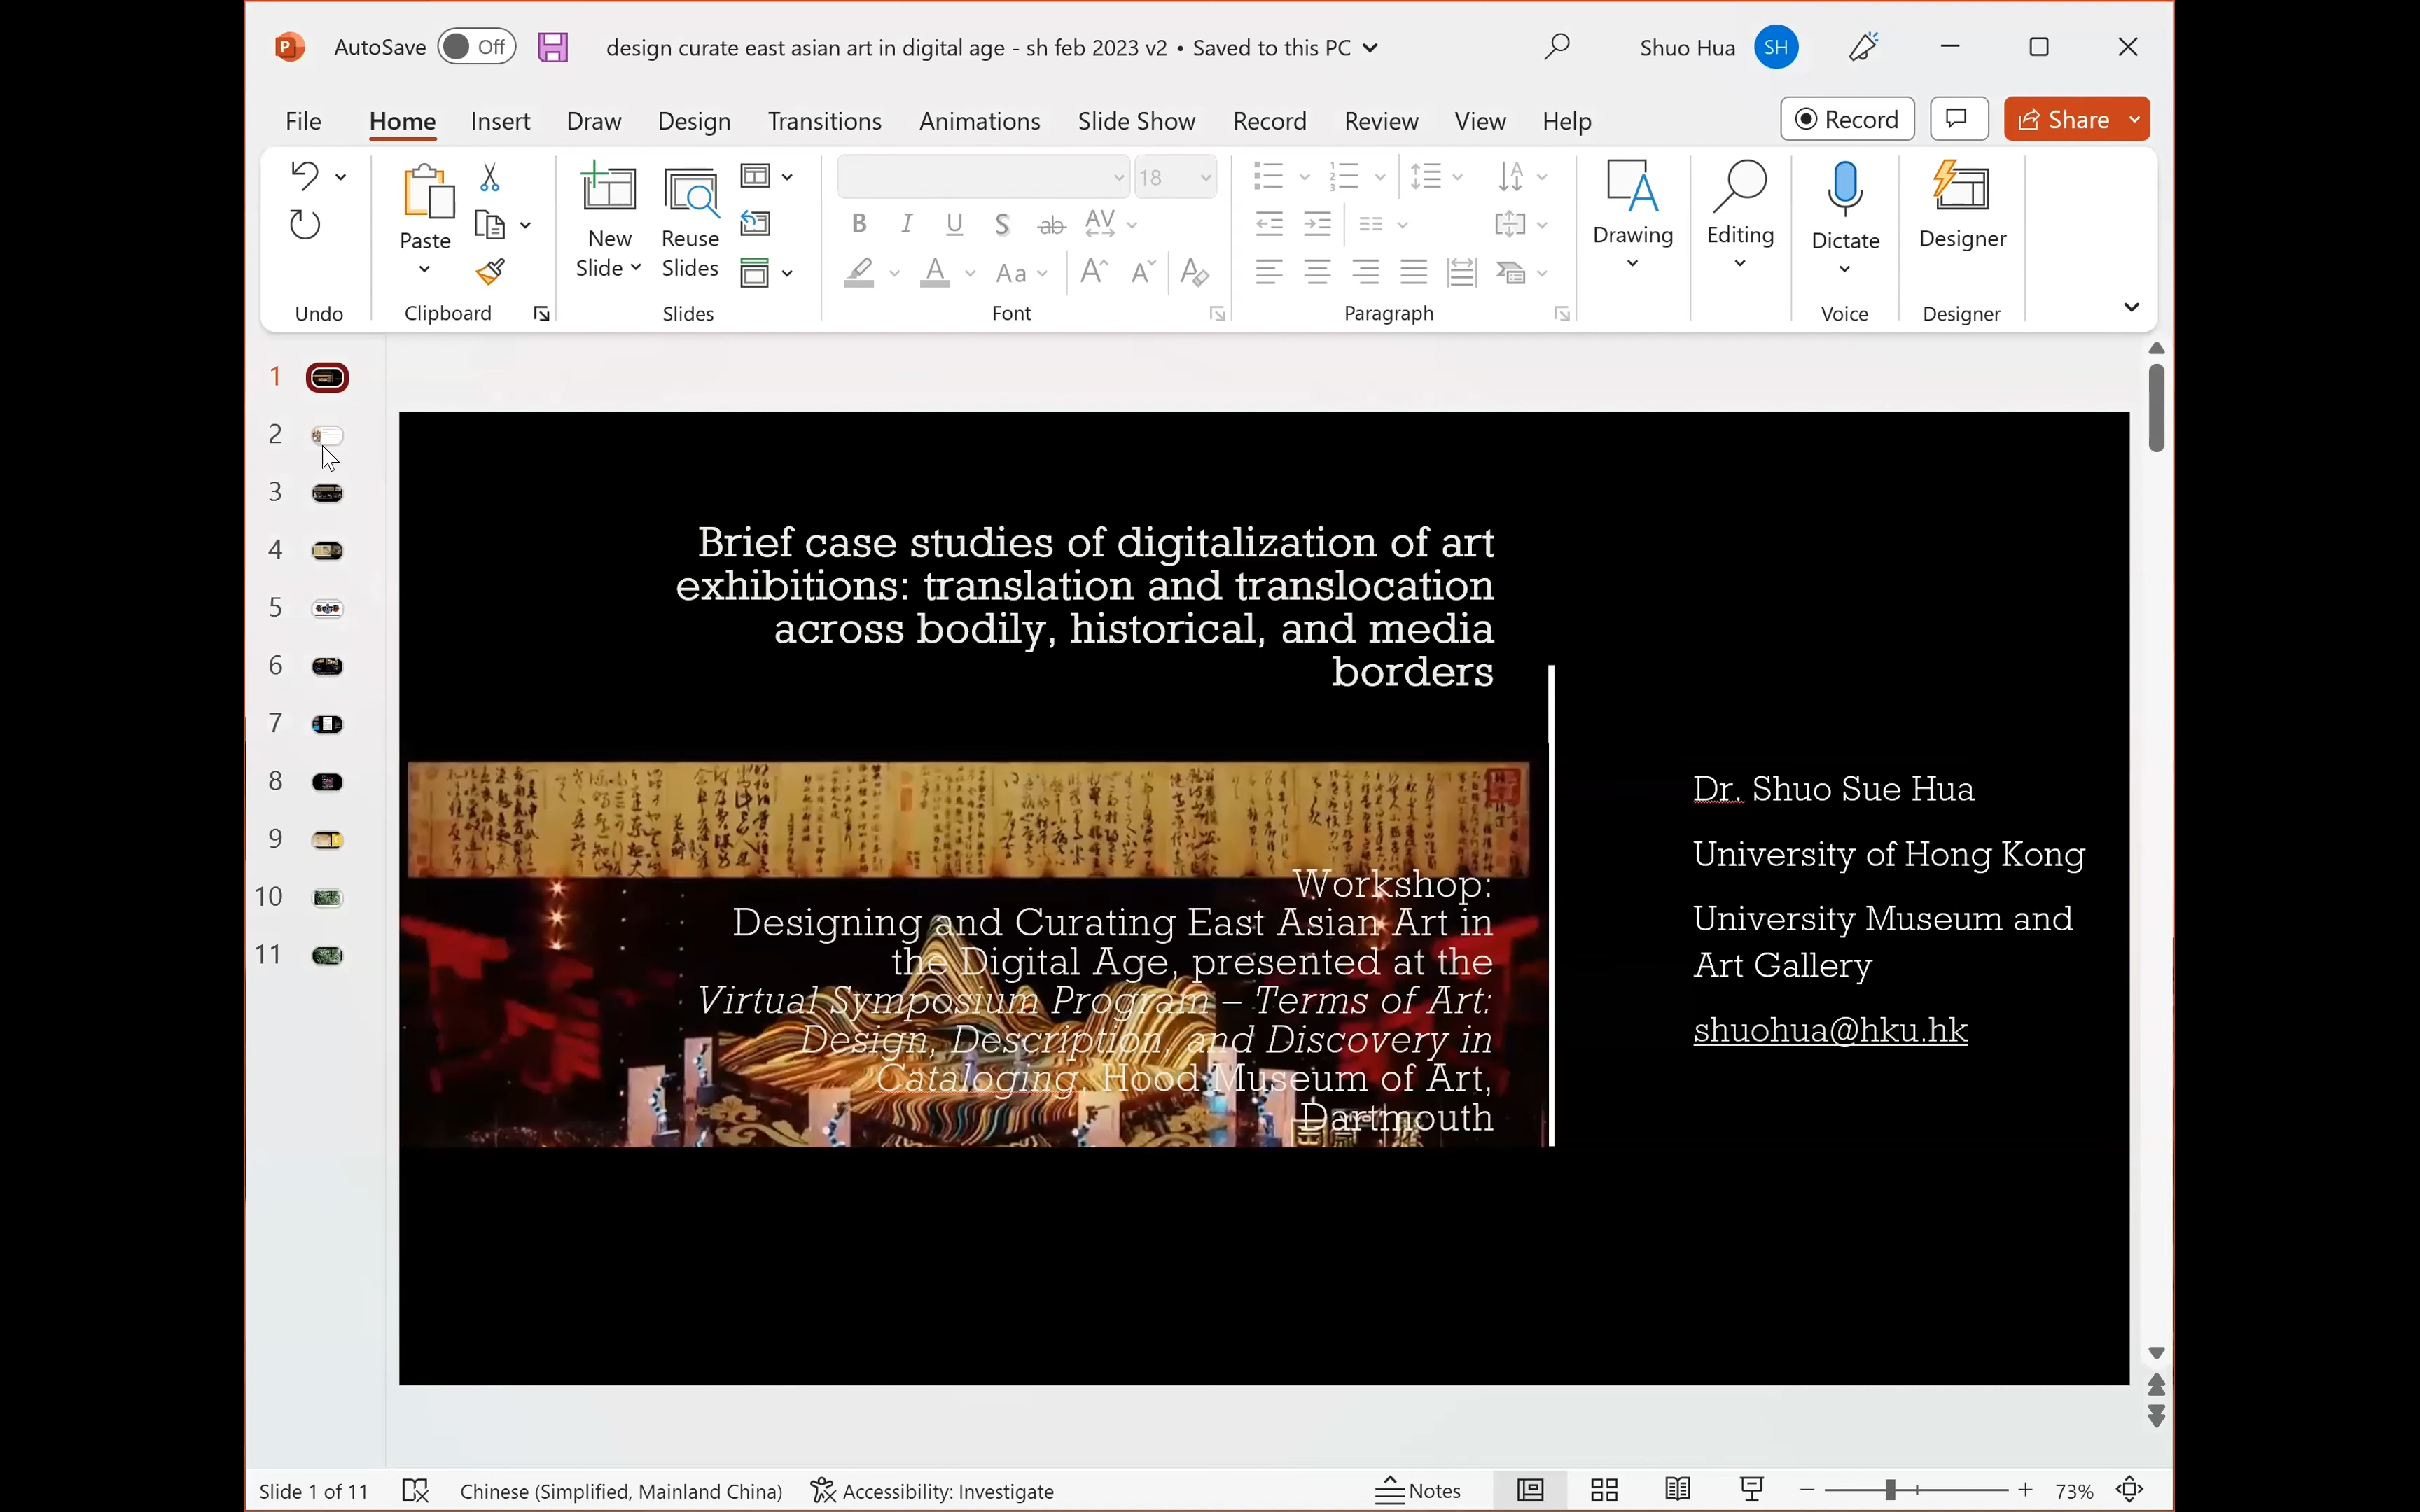 AutoSave Off design curate east asian art in digital age - sh feb 2023 v2 • Saved to this PC Shuo Hua SH
File Home Insert Draw Design Transitions Animations Slide Show Record Review View Help Record Share
Paste
New Slide
Reuse Slides
18
B I U S ab AV
A Aa A A A
Drawing
Editing
Dictate
Designer
Undo Clipboard Slides Font Paragraph Voice Designer
1
2
3
4
5
6
7
8
9
10
11
Brief case studies of digitalization of art
exhibitions: translation and translocation
across bodily, historical, and media
borders
Workshop:
Designing and Curating East Asian Art in
the Digital Age, presented at the
Virtual Symposium Program – Terms of Art:
Design, Description, and Discovery in
Cataloging, Hood Museum of Art,
Dartmouth
Dr. Shuo Sue Hua
University of Hong Kong
University Museum and
Art Gallery
shuohua@hku.hk
Slide 1 of 11 Chinese (Simplified, Mainland China) Accessibility: Investigate Notes 73%